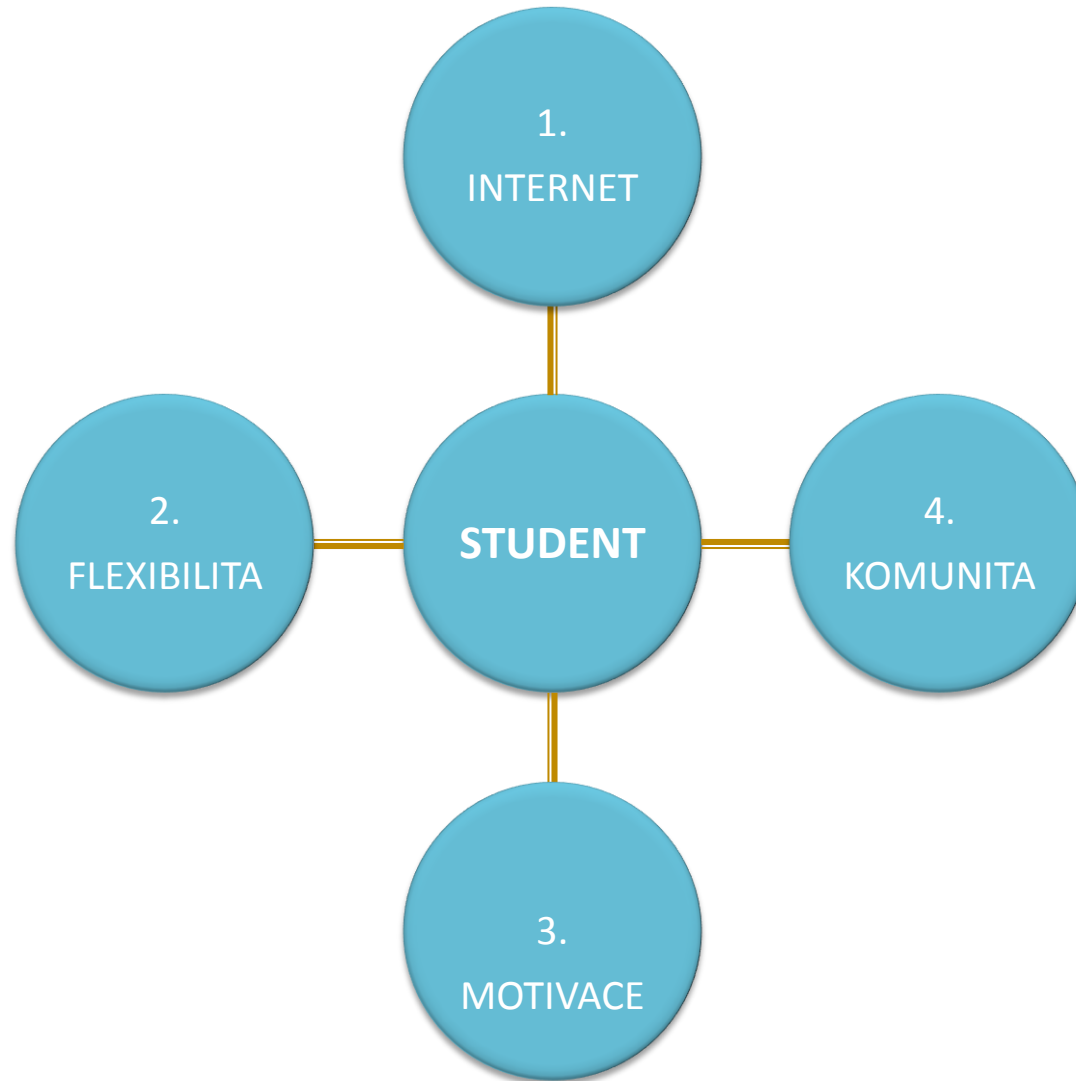 1.
INTERNET
2.
FLEXIBILITA
STUDENT
4.
KOMUNITA
3.
MOTIVACE